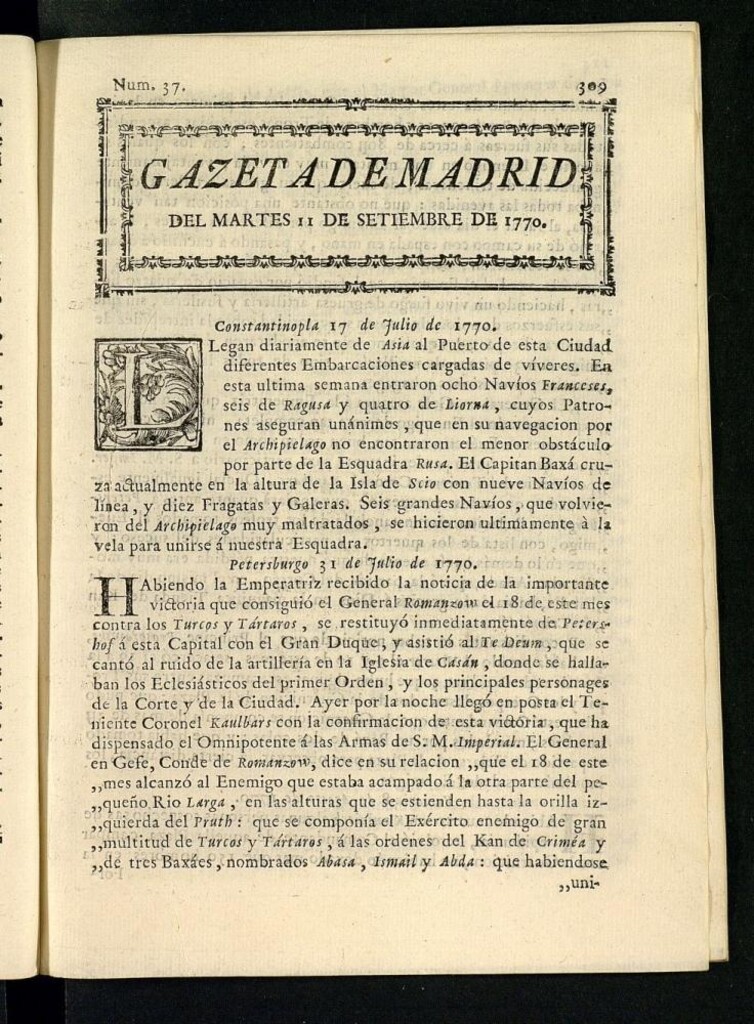 Num. 37. 309
GAZETA DE MADRID
DEL MARTES 11 DE SETIEMBRE DE 1770.
Constantinopla 17 de Julio de 1770.
LLegan diariamente de Asia al Puerto de esta Ciudad
diferentes Embarcaciones cargadas de víveres. En
esta ultima semana entraron ocho Navíos Franceses,
seis de Ragusa y quatro de Liorna, cuyos Patro-
nes aseguran unánimes, que en su navegacion por
el Archipielago no encontraron el menor obstáculo
por parte de la Esquadra Rusa. El Capitan Baxá cru-
za actualmente en la altura de la Isla de Scio con nueve Navíos de
línea, y diez Fragatas y Galeras. Seis grandes Navíos, que volvie-
ron del Archipielago muy maltratados, se hicieron ultimamente à la
vela para unirse á nuestra Esquadra.
Petersburgo 31 de Julio de 1770.
HAbiendo la Emperatriz recibido la noticia de la importante
victoria que consiguió el General Romanzow el 18 de este mes
contra los Turcos y Tártaros, se restituyó inmediatamente de Peters-
hof á esta Capital con el Gran Duque, y asistió al Te Deum, que se
cantó al ruido de la artillería en la Iglesia de Casán, donde se halla-
ban los Eclesiásticos del primer Orden, y los principales personages
de la Corte y de la Ciudad. Ayer por la noche llegó en posta el Te-
niente Coronel Kaulbars con la confirmacion de esta victoria, que ha
dispensado el Omnipotente á las Armas de S. M. Imperial. El General
en Gefe, Conde de Romanzow, dice en su relacion ,,que el 18 de este
,,mes alcanzó al Enemigo que estaba acampado á la otra parte del pe-
,,queño Rio Larga, en las alturas que se estienden hasta la orilla iz-
,,quierda del Pruth: que se componía el Exército enemigo de gran
,,multitud de Turcos y Tártaros, á las ordenes del Kan de Criméa y
,,de tres Baxáes, nombrados Abasa, Ismail y Abda: que habiendose
,,uni-